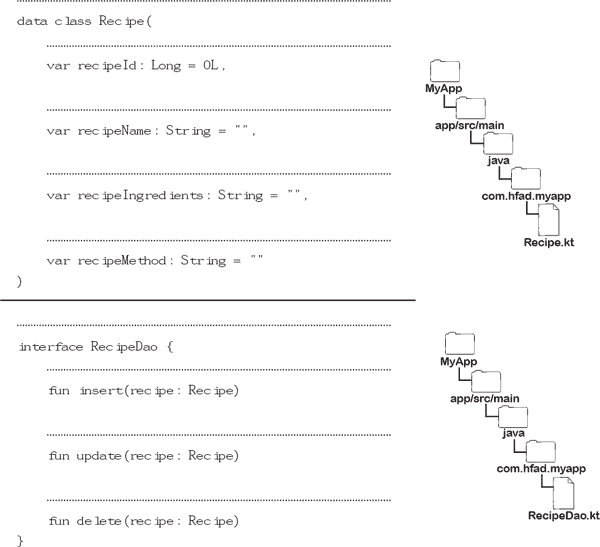 data class Recipe(
var recipeId: Long = 0L,
var recipeName: String = "",
var recipeIngredients: String = "",
var recipeMethod: String = ""
)
MyApp
app/src/main
java
com.hfad.myapp
Recipe.kt
interface RecipeDao {
fun insert(recipe: Recipe)
fun update(recipe: Recipe)
fun delete(recipe: Recipe)
}
MyApp
app/src/main
java
com.hfad.myapp
RecipeDao.kt